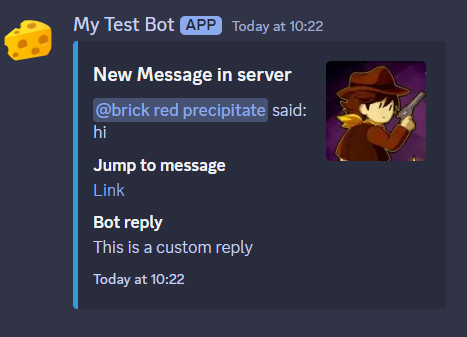 My Test Bot APP Today at 10:22
New Message in server
@brick red precipitate said:
hi
Jump to message
Link
Bot reply
This is a custom reply
Today at 10:22